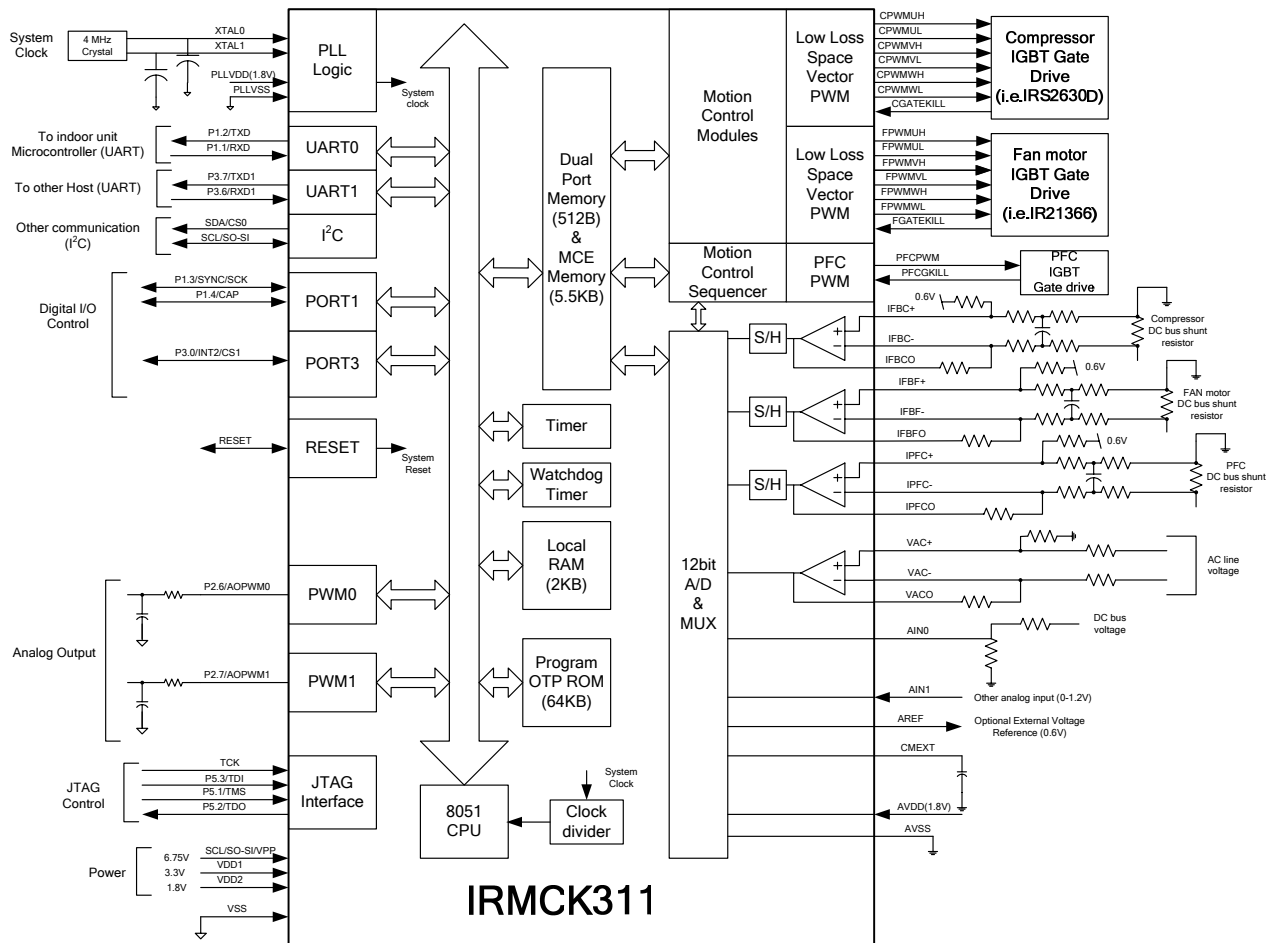 System
Clock
4 MHz
Crystal
XTAL0
XTAL1
PLLVDD(1.8V)
PLLVSS
PLL
Logic
System
clock
To indoor unit
Microcontroller (UART)
P1.2/TXD
P1.1/RXD
UART0
To other Host (UART)
P3.7/TXD1
P3.6/RXD1
UART1
Other communication
(I2C)
SDA/CS0
SCL/SO-SI
I2C
Digital I/O
Control
P1.3/SYNC/SCK
P1.4/CAP
PORT1
P3.0/INT2/CS1
PORT3
RESET
RESET
System
Reset
Analog Output
P2.6/AOPWM0
PWM0
P2.7/AOPWM1
PWM1
JTAG
Control
TCK
P5.3/TDI
P5.1/TMS
P5.2/TDO
JTAG
Interface
Power
6.75V
SCL/SO-SI/VPP
3.3V
VDD1
1.8V
VDD2
VSS
Dual
Port
Memory
(512B)
&
MCE
Memory
(5.5KB)
Timer
Watchdog
Timer
Local
RAM
(2KB)
Program
OTP ROM
(64KB)
8051
CPU
System
Clock
Clock
divider
IRMCK311
Motion
Control
Modules
Motion
Control
Sequencer
Low Loss
Space
Vector
PWM
Low Loss
Space
Vector
PWM
PFC
PWM
CPWMUH
CPWMUL
CPWMVH
CPWMVL
CPWMWH
CPWMWL
CGATEKILL
Compressor
IGBT Gate
Drive
(i.e.IRS2630D)
FPWMUH
FPWMUL
FPWMVH
FPWMVL
FPWMWH
FPWMWL
FGATEKILL
Fan motor
IGBT Gate
Drive
(i.e.IR21366)
PFCPWM
PFCGKILL
PFC
IGBT
Gate drive
12bit
A/D
&
MUX
S/H
+
−
IFBC+
0.6V
IFBC-
IFBCO
Compressor
DC bus shunt
resistor
S/H
+
−
IFBF+
0.6V
IFBF-
IFBFO
FAN motor
DC bus shunt
resistor
S/H
+
−
IPFC+
0.6V
IPFC-
IPFCO
PFC
DC bus shunt
resistor
+
−
VAC+
VAC-
VACO
AC line
voltage
AIN0
DC bus
voltage
AIN1
Other analog input (0-1.2V)
AREF
Optional External Voltage
Reference (0.6V)
CMEXT
AVDD(1.8V)
AVSS